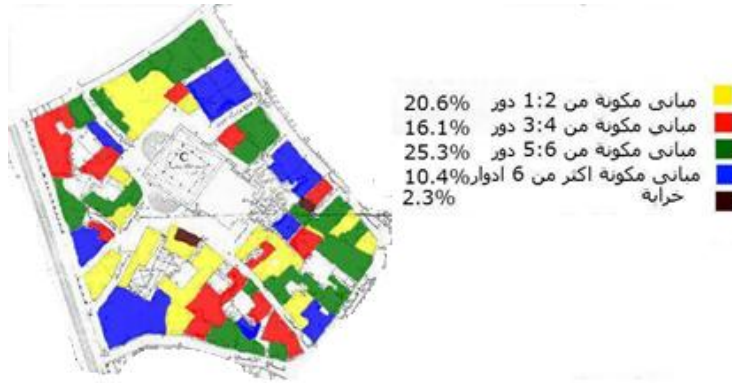 مبانى مكونة من 1:2 دور 20.6%
مبانى مكونة من 3:4 دور 16.1%
مبانى مكونة من 5:6 دور 25.3%
مبانى مكونة اكثر من 6 ادوار 10.4%
خرابة 2.3%
C